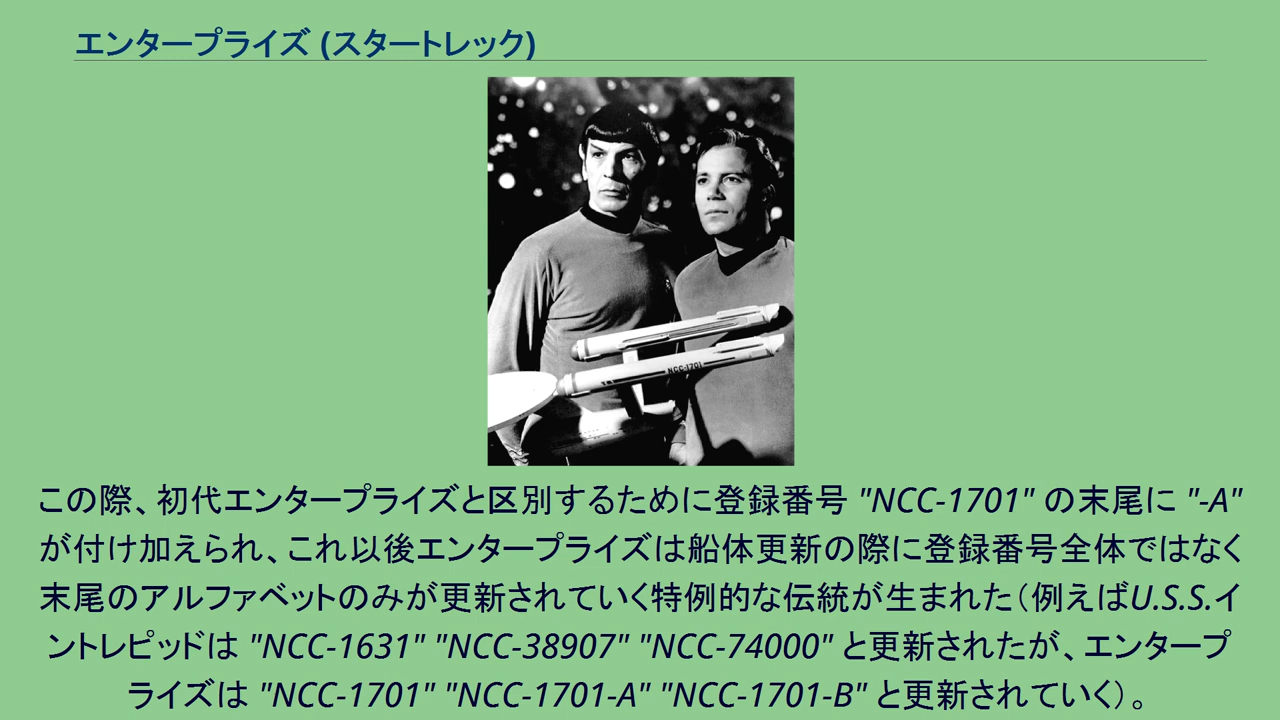 エンタープライズ (スタートレック)
NCC-1701
この際、初代エンタープライズと区別するために登録番号 "NCC-1701" の末尾に "-A"
が付け加えられ、これ以後エンタープライズは船体更新の際に登録番号全体ではなく
末尾のアルファベットのみが更新されていく特例的な伝統が生まれた（例えばU.S.S.イ
ントレピッドは "NCC-1631" "NCC-38907" "NCC-74000" と更新されたが、エンタープ
ライズは "NCC-1701" "NCC-1701-A" "NCC-1701-B" と更新されていく）。